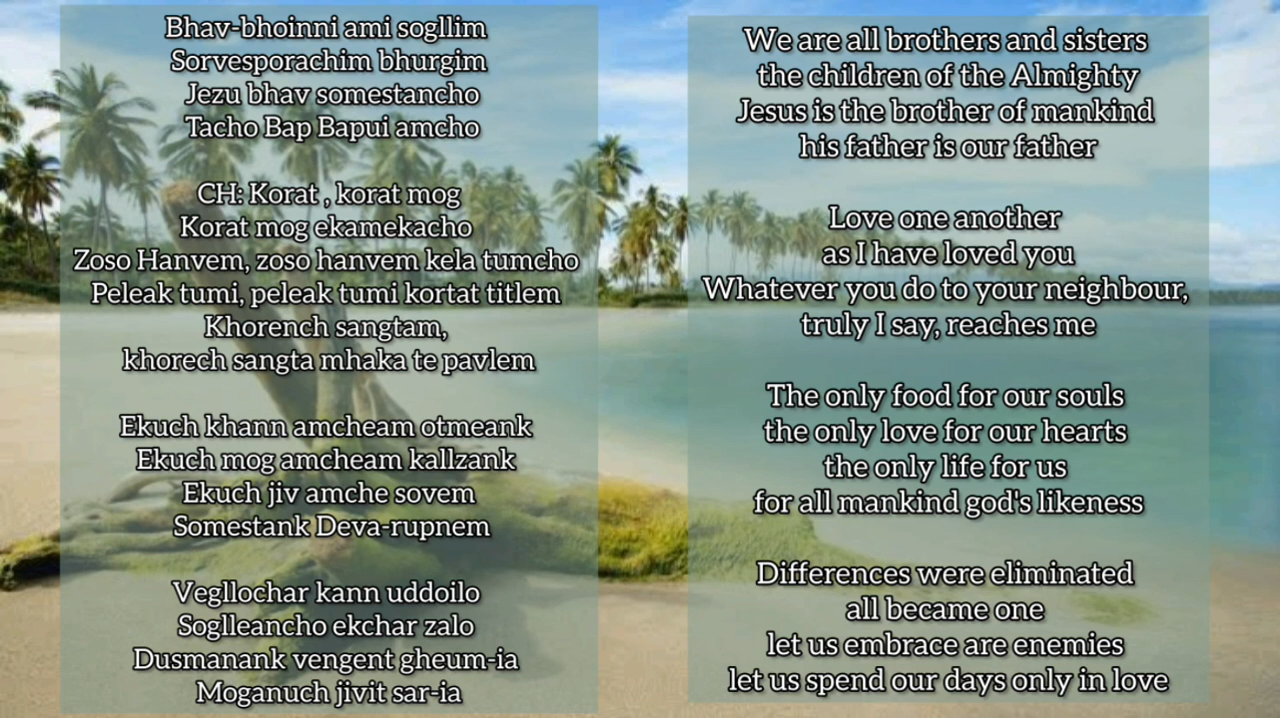 Bhav-bhoinni ami sogllim
Sorvesporachim bhurgim
Jezu bhav somestancho
Tacho Bap Bapui amcho
CH: Korat , korat mog
Korat mog ekamekacho
Zoso Hanvem, zoso hanvem kela tumcho
Peleak tumi, peleak tumi kortat titlem
Khorench sangtam,
khorech sangta mhaka te pavlem
Ekuch khann amcheam otmeank
Ekuch mog amcheam kallzank
Ekuch jiv amche sovem
Somestank Deva-rupnem
Vegllochar kann uddoilo
Soglleancho ekchar zalo
Dusmanank vengent gheum-ia
Moganuch jivit sar-ia
We are all brothers and sisters
the children of the Almighty
Jesus is the brother of mankind
his father is our father
Love one another
as I have loved you
Whatever you do to your neighbour,
truly I say, reaches me
The only food for our souls
the only love for our hearts
the only life for us
for all mankind god's likeness
Differences were eliminated
all became one
let us embrace are enemies
let us spend our days only in love